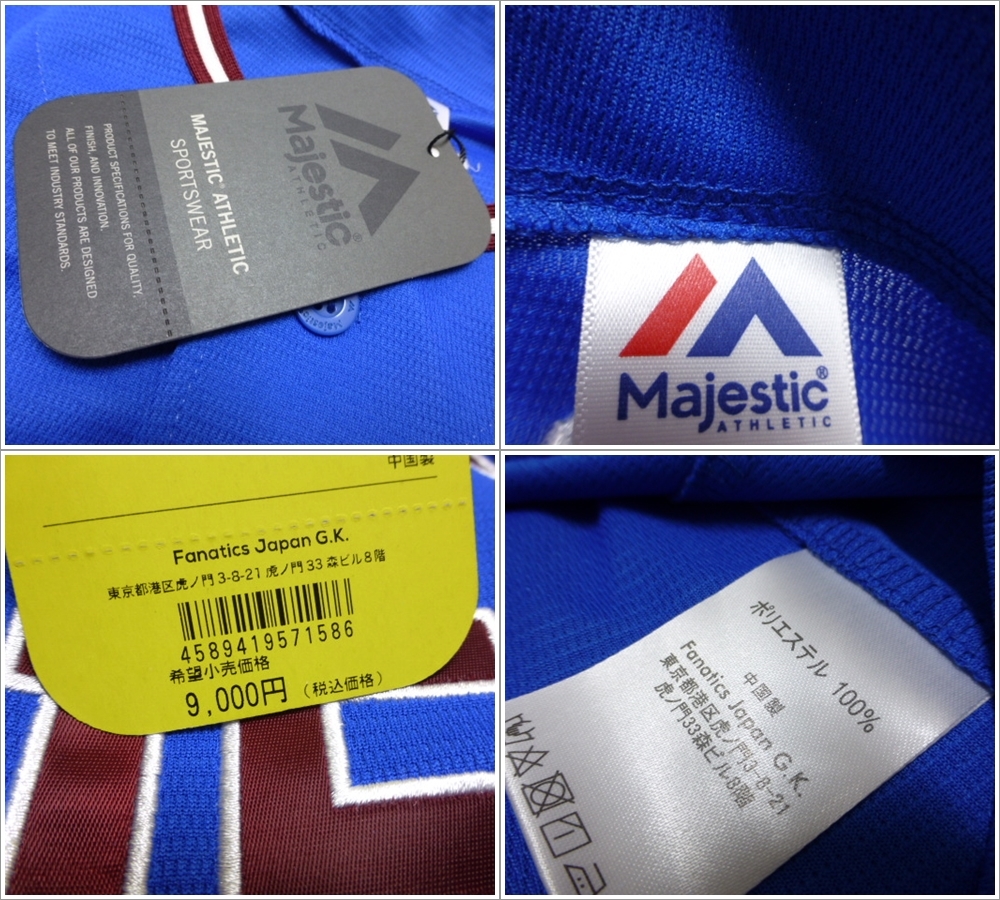 Majestic®
ATHLETIC
MAJESTIC® ATHLETIC
SPORTSWEAR
PRODUCT SPECIFICATIONS FOR QUALITY,
FINISH, AND INNOVATION.
ALL OF OUR PRODUCTS ARE DESIGNED
TO MEET INDUSTRY STANDARDS.
Majestic
Majestic®
ATHLETIC
中国製
Fanatics Japan G.K.
東京都港区虎ノ門 3-8-21 虎ノ門 33 森ビル 8 階
4589419571586
希望小売価格
9,000円 (税込価格)
ポリエステル 100%
中国製
Fanatics Japan G.K.
東京都港区虎ノ門3-8-21
虎ノ門33森ビル8階